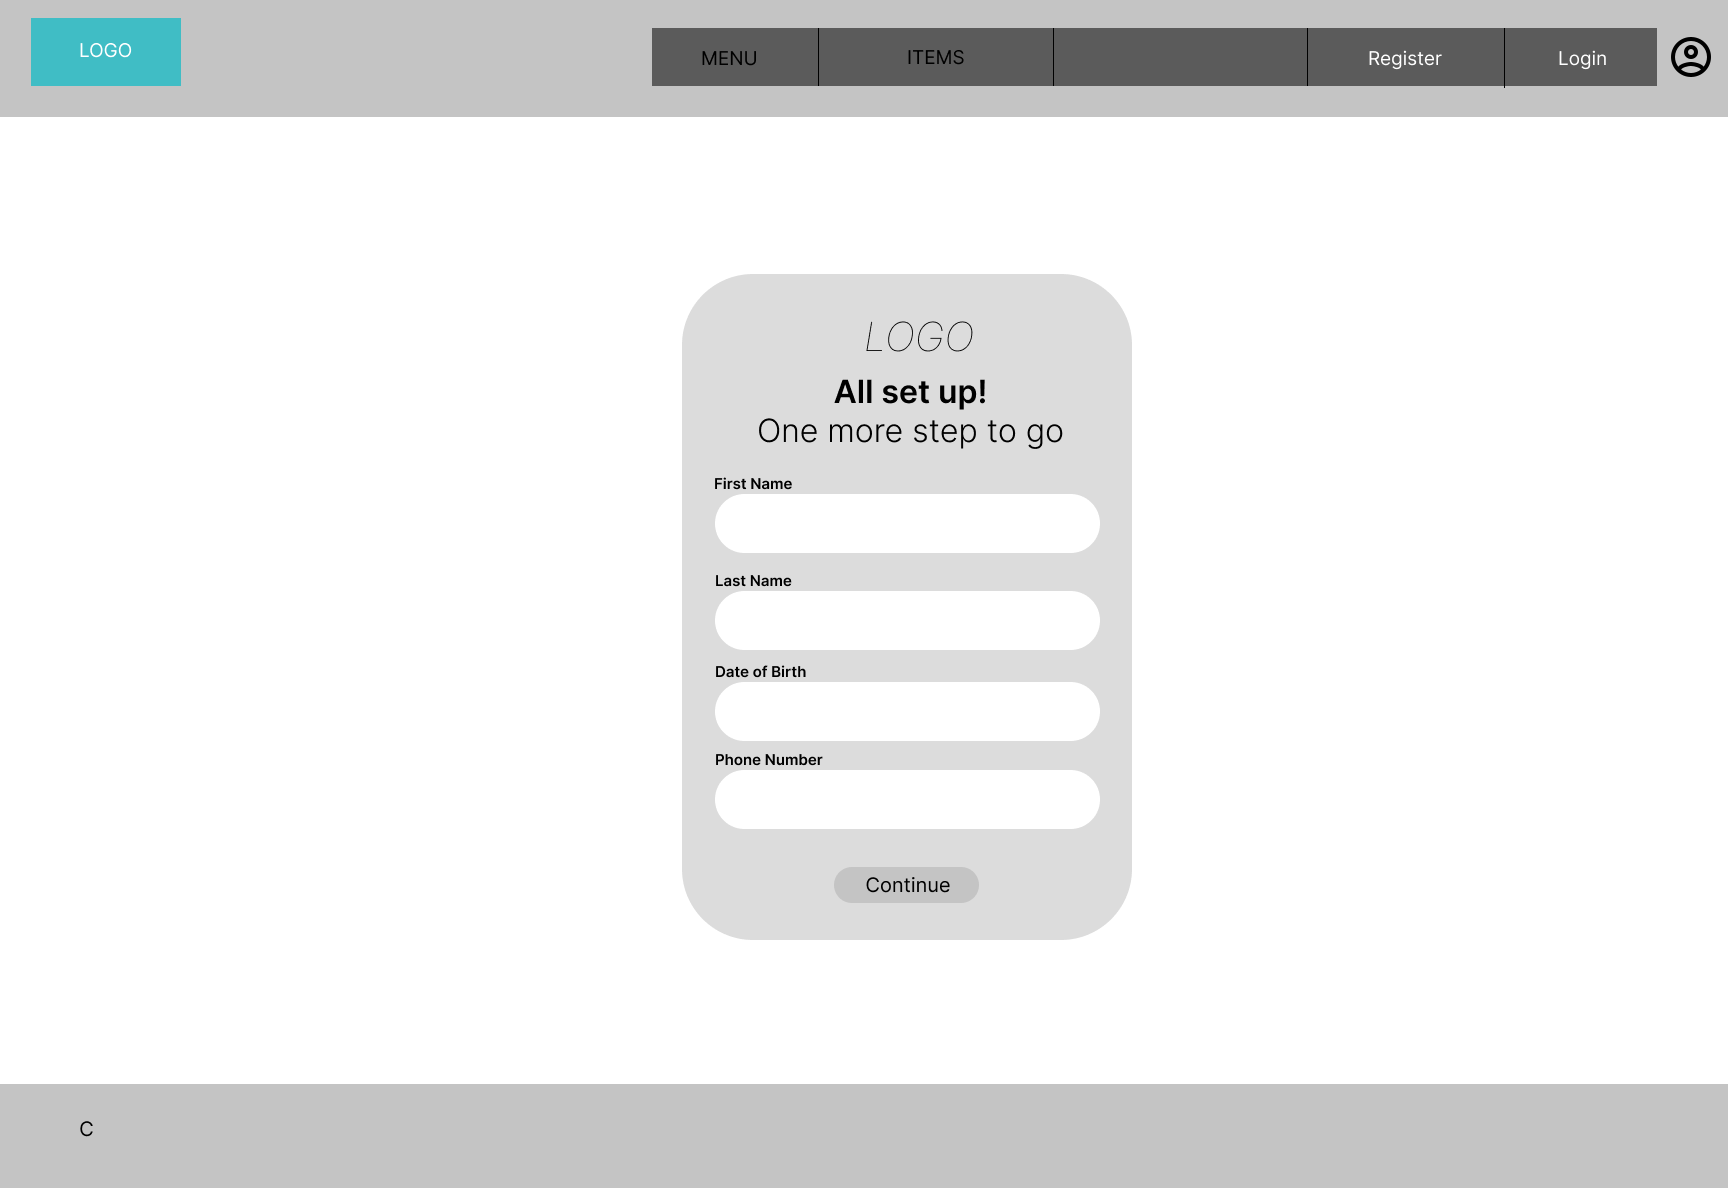 LOGO
MENU
ITEMS
Register
Login
LOGO
All set up!
One more step to go
First Name
Last Name
Date of Birth
Phone Number
Continue
C